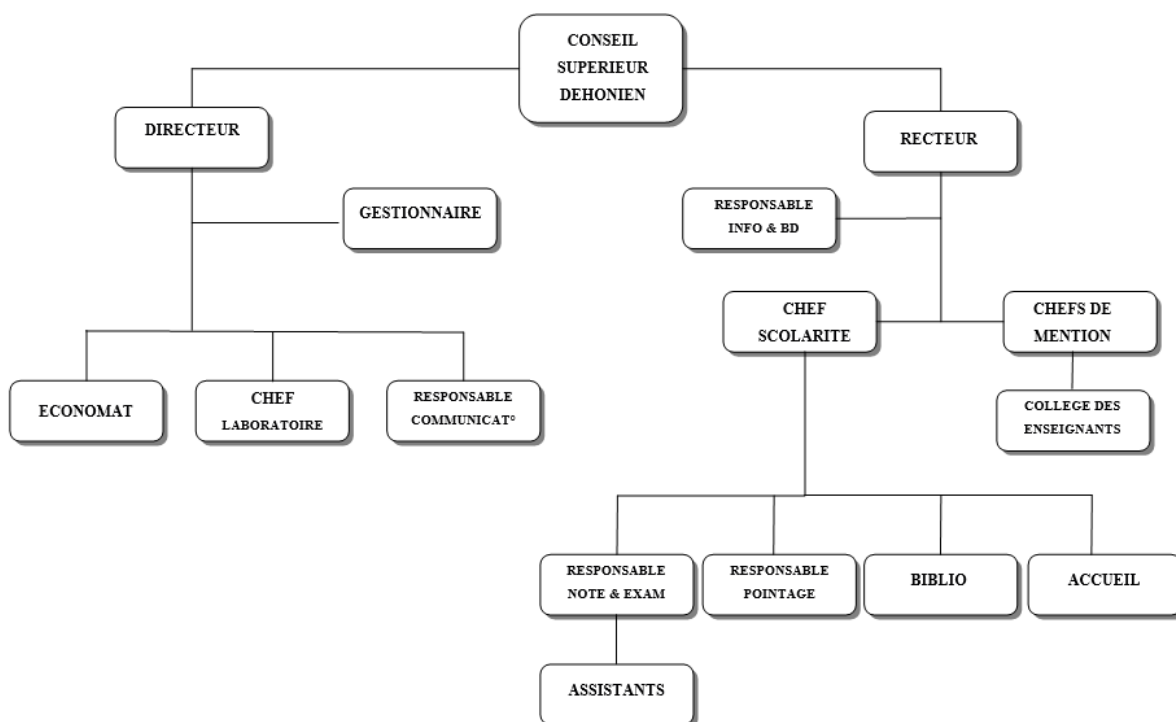 CONSEIL
SUPERIEUR
DEHONIEN
DIRECTEUR
RECTEUR
GESTIONNAIRE
RESPONSABLE
INFO & BD
CHEF
SCOLARITE
CHEFS DE
MENTION
ECONOMAT
CHEF
LABORATOIRE
RESPONSABLE
COMMUNICAT°
COLLEGE DES
ENSEIGNANTS
RESPONSABLE
NOTE & EXAM
RESPONSABLE
POINTAGE
BIBLIO
ACCUEIL
ASSISTANTS